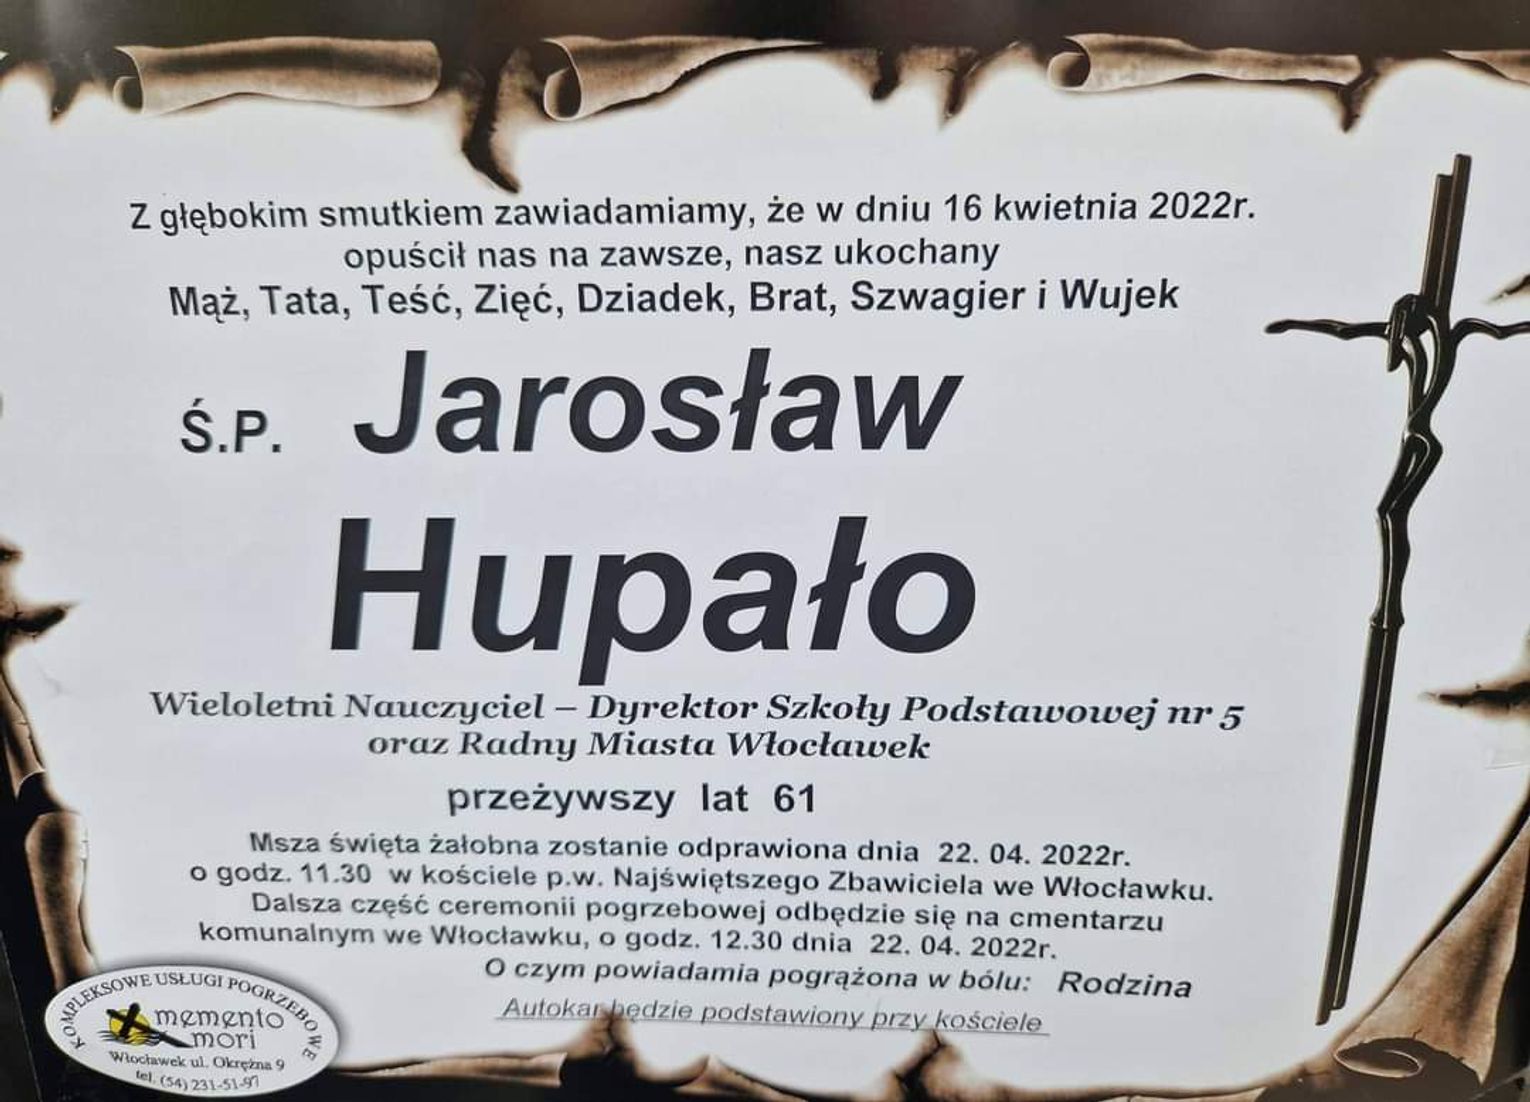 Z głębokim smutkiem zawiadamiamy, że w dniu 16 kwietnia 2022r.
opuścił nas na zawsze, nasz ukochany
Mąż, Tata, Teść, Zięć, Dziadek, Brat, Szwagier i Wujek
Ś.P. Jarosław
Hupało
Wieloletni Nauczyciel – Dyrektor Szkoły Podstawowej nr 5
oraz Radny Miasta Włocławek
przeżywszy lat 61
Msza święta żałobna zostanie odprawiona dnia 22. 04. 2022r.
o godz. 11.30 w kościele p.w. Najświętszego Zbawiciela we Włocławku.
Dalsza część ceremonii pogrzebowej odbędzie się na cmentarzu
komunalnym we Włocławku, o godz. 12.30 dnia 22. 04. 2022r.
O czym powiadamia pogrążona w bólu: Rodzina
Autokar będzie podstawiony przy kościele
KOMPLEKSOWE USŁUGI POGRZEBOWE
memento
mori
Włocławek ul. Okrężna 9
tel. (54) 231-51-97